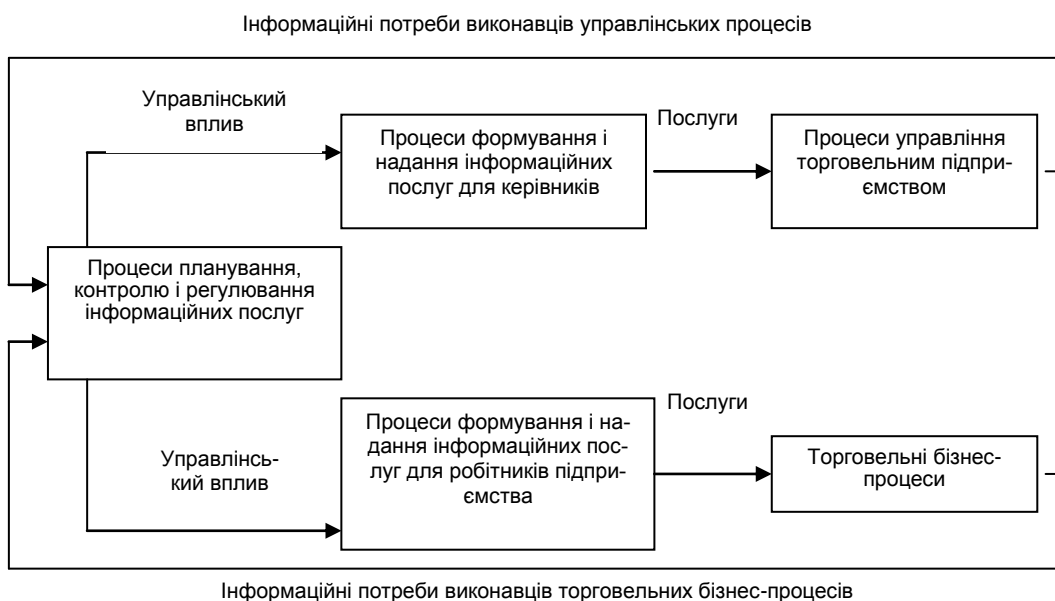 Інформаційні потреби виконавців управлінських процесів
Управлінський
вплив
Процеси формування і
надання інформаційних
послуг для керівників
Послуги
Процеси управління
торговельним підпри-
ємством
Процеси планування,
контролю і регулювання
інформаційних послуг
Управлінсь-
кий вплив
Процеси формування і на-
дання інформаційних пос-
луг для робітників підпри-
ємства
Послуги
Торговельні бізнес-
процеси
Інформаційні потреби виконавців торговельних бізнес-процесів